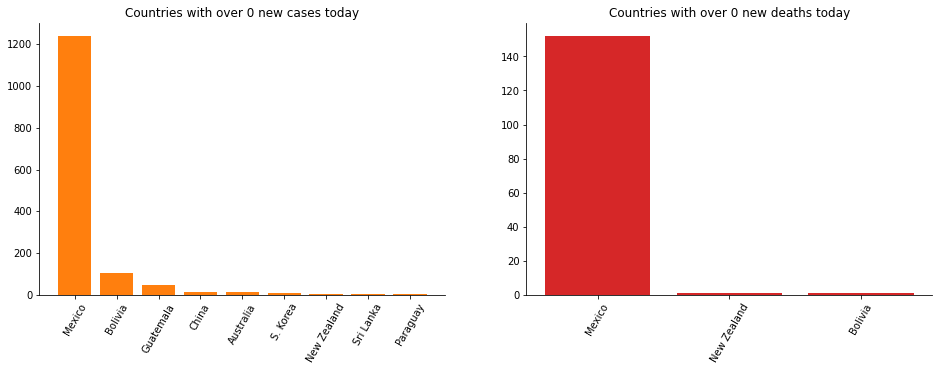 Countries with over 0 new cases today
1200
1000
800
600
400
200
0
Mexico
Bolivia
Guatemala
China
Australia
S. Korea
New Zealand
Sri Lanka
Paraguay
Countries with over 0 new deaths today
140
120
100
80
60
40
20
0
Mexico
New Zealand
Bolivia